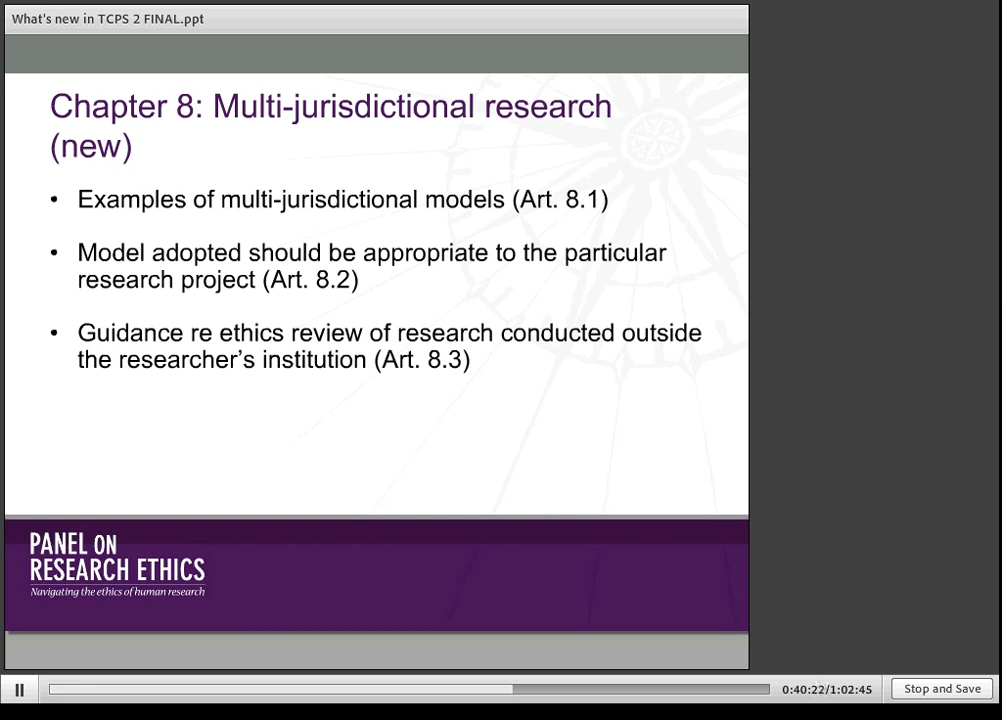 What's new in TCPS 2 FINAL.ppt
Chapter 8: Multi-jurisdictional research
(new)
• Examples of multi-jurisdictional models (Art. 8.1)
• Model adopted should be appropriate to the particular
research project (Art. 8.2)
• Guidance re ethics review of research conducted outside
the researcher’s institution (Art. 8.3)
PANEL ON
RESEARCH ETHICS
Navigating the ethics of human research
0:40:22/1:02:45
Stop and Save